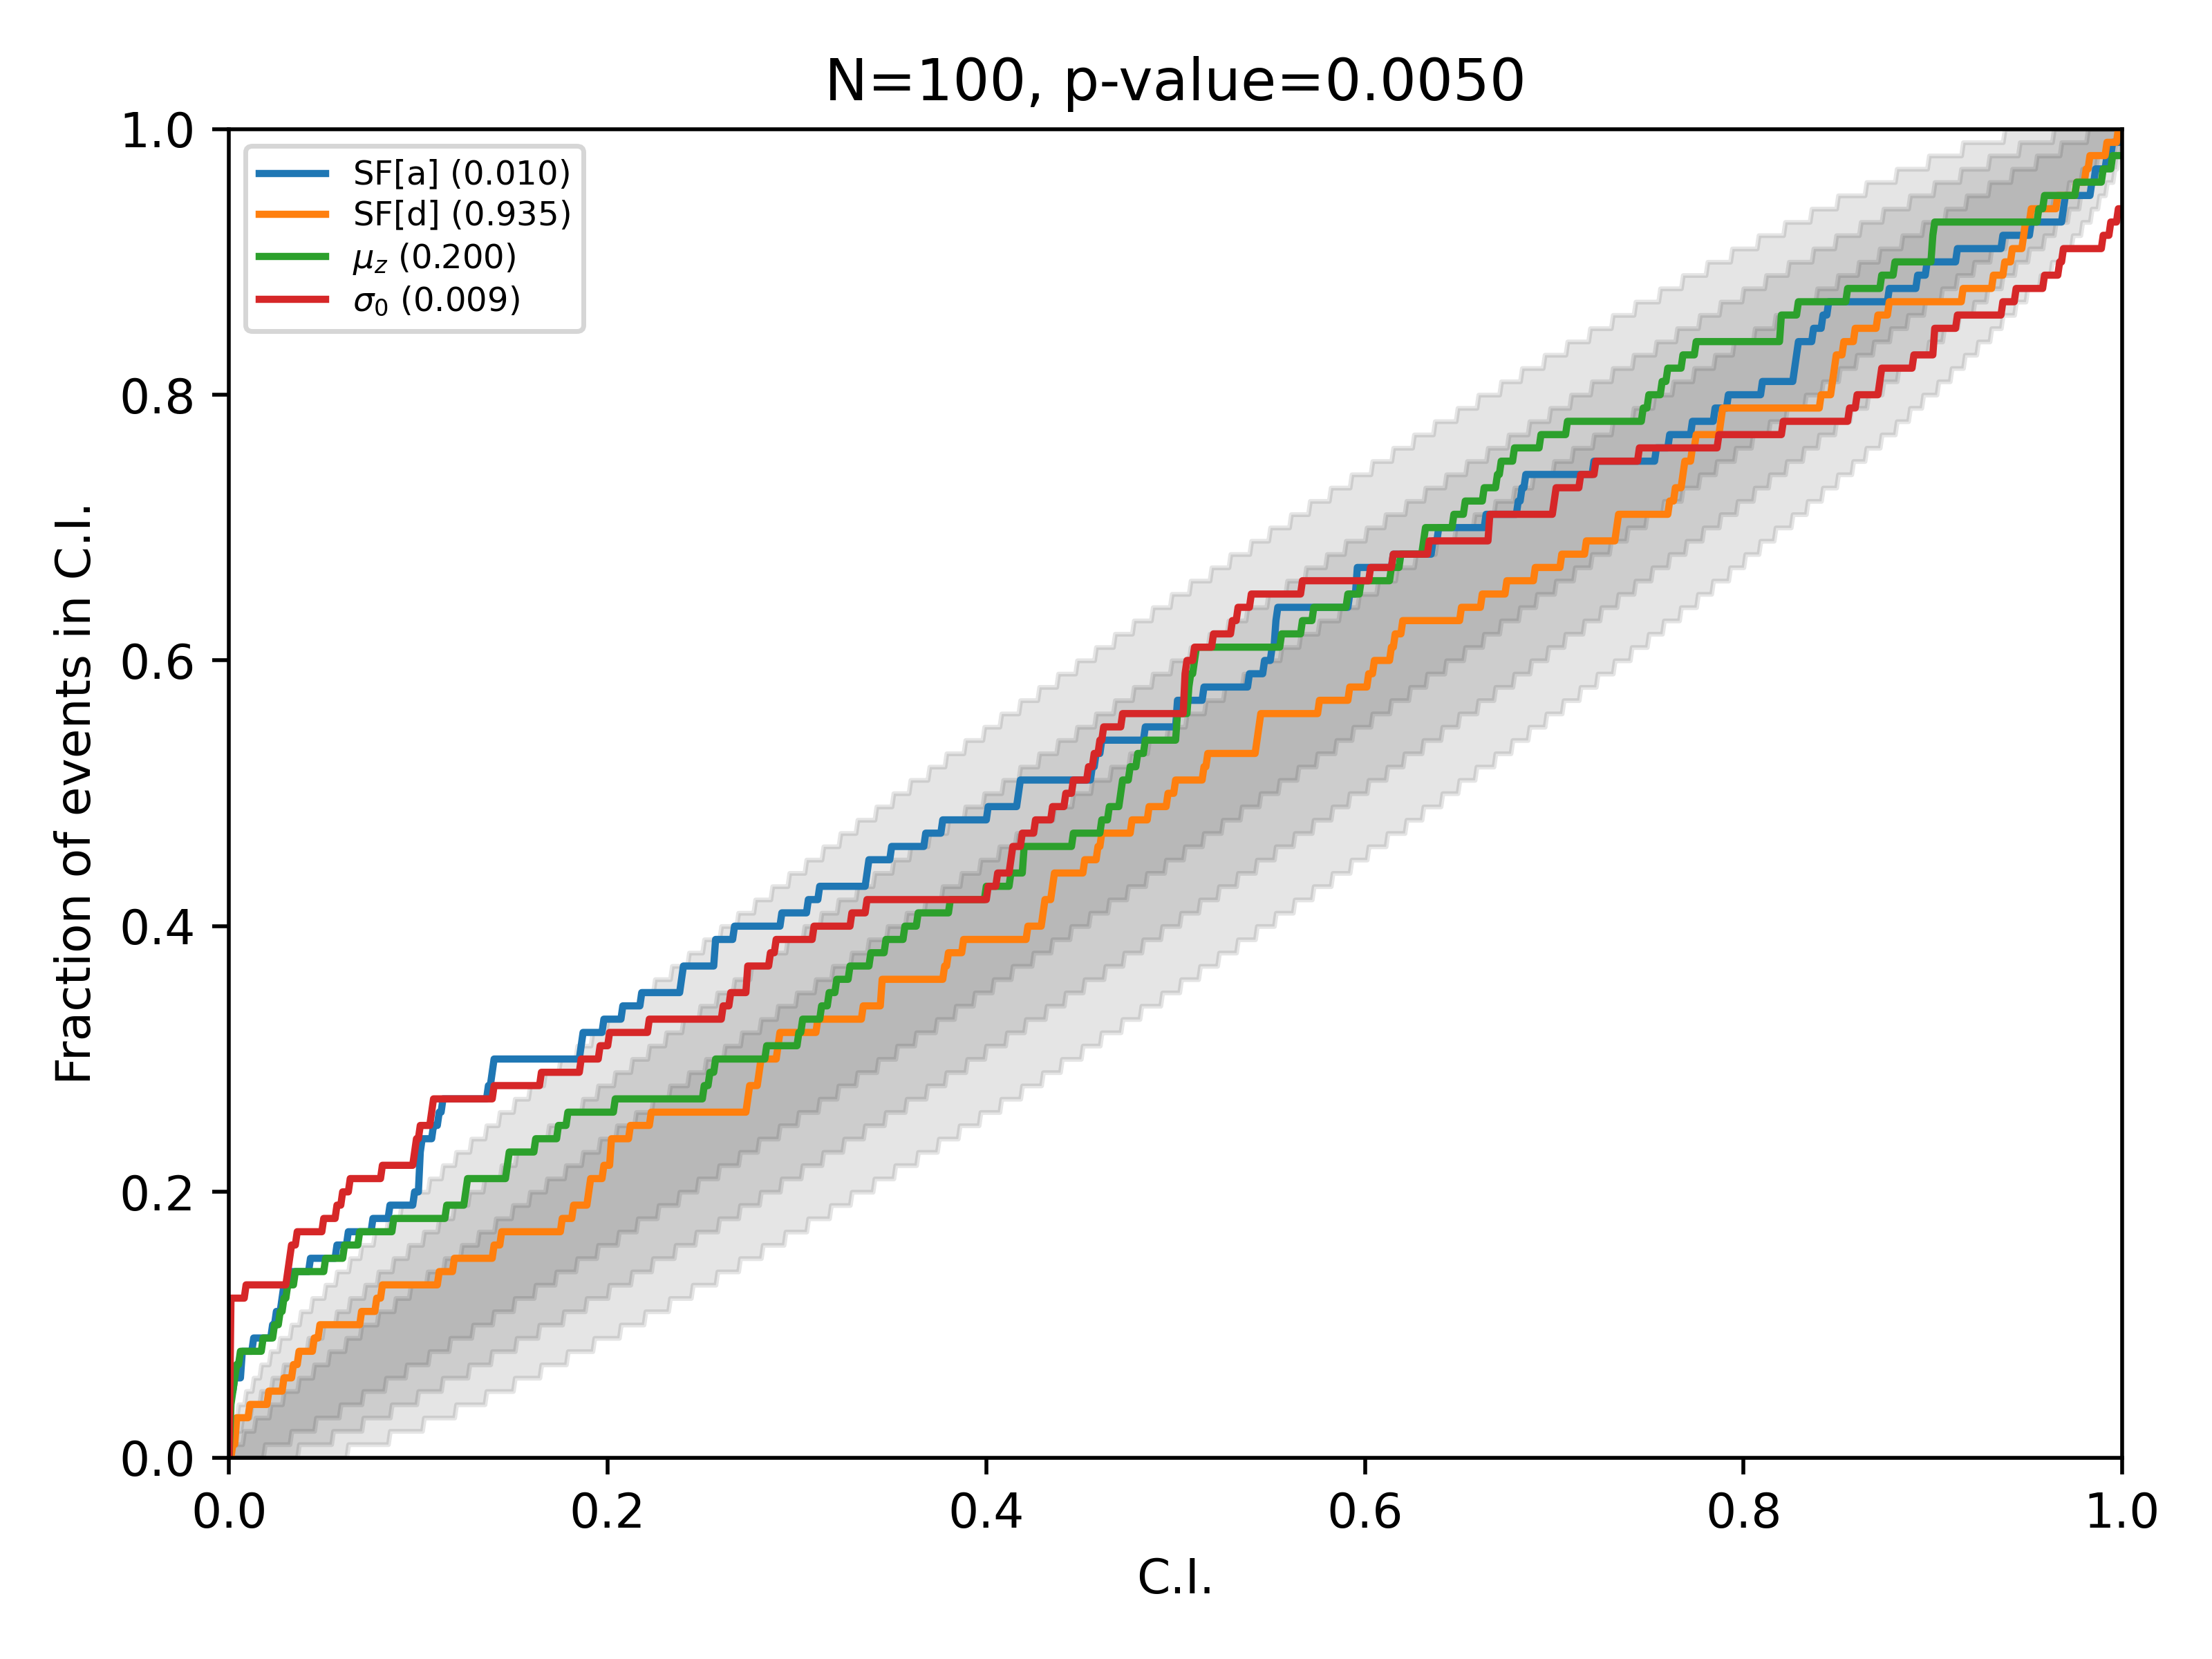 N=100, p-value=0.0050
SF[a] (0.010)
SF[d] (0.935)
μz (0.200)
σ0 (0.009)
Fraction of events in C.I.
1.0
0.8
0.6
0.4
0.2
0.0
0.0 0.2 0.4 0.6 0.8 1.0
C.I.